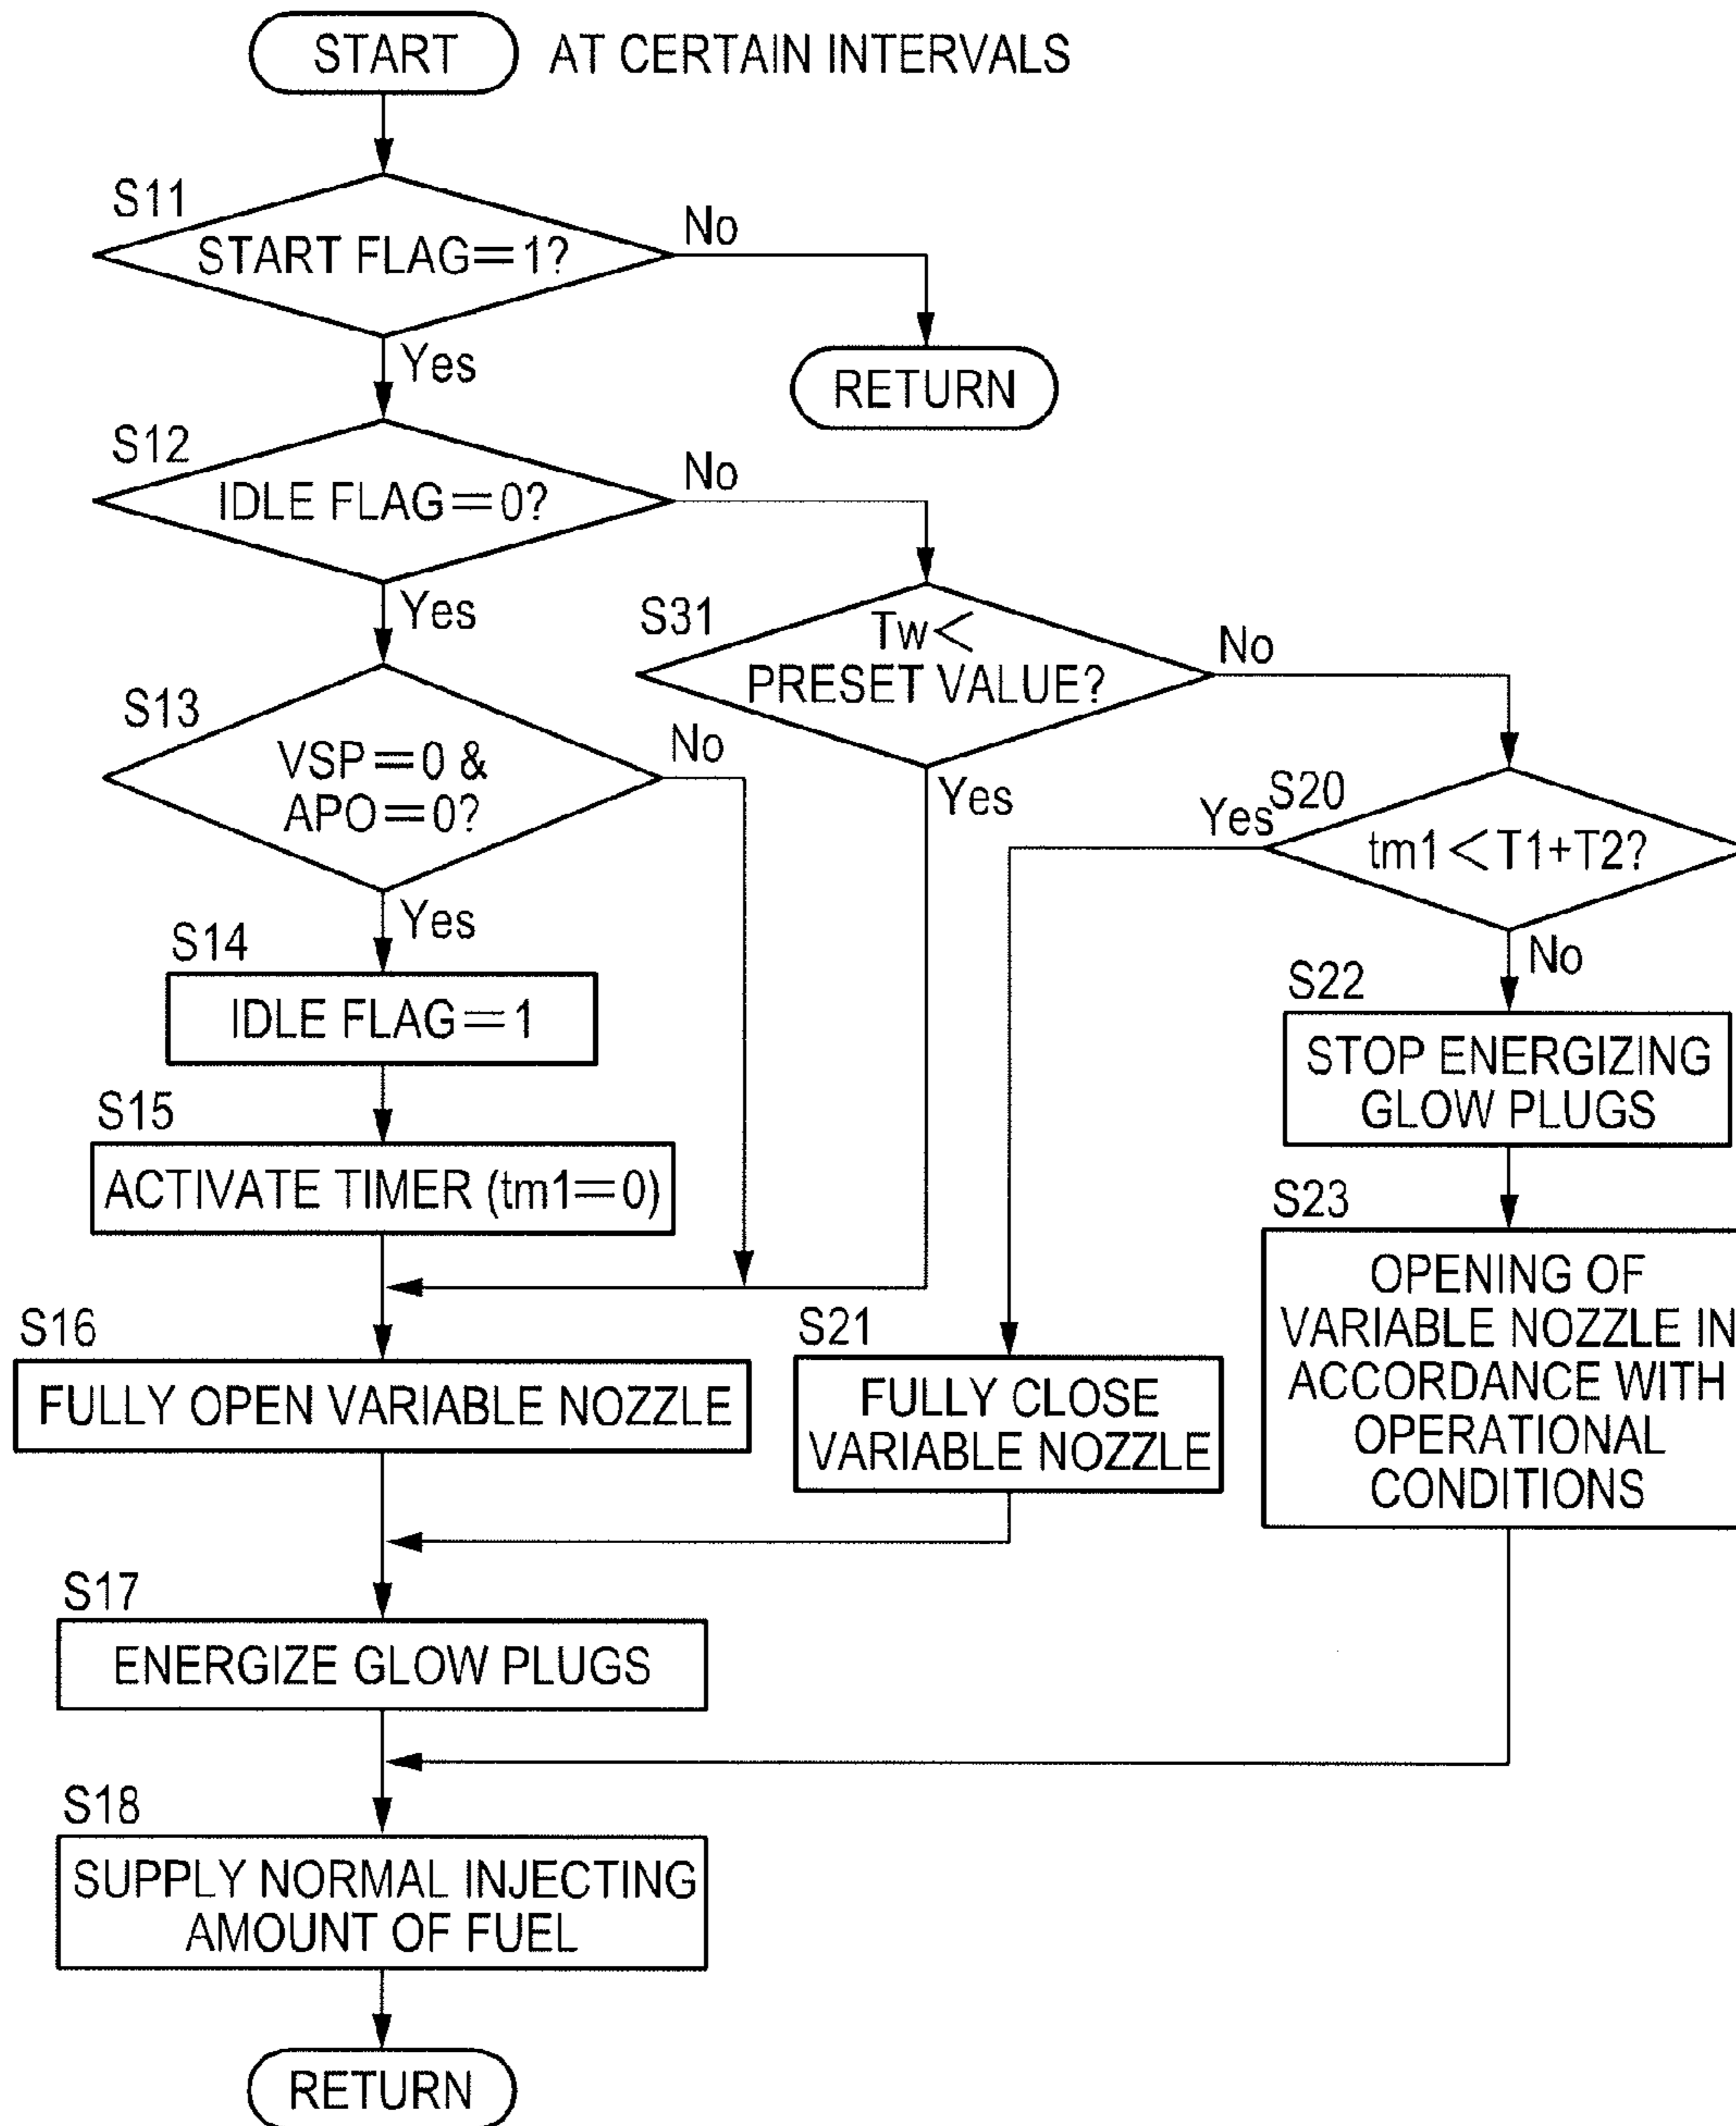 START
AT CERTAIN INTERVALS
S11
START FLAG=1?
No
Yes
RETURN
S12
IDLE FLAG=0?
No
Yes
S31
Tw<
PRESET VALUE?
No
Yes
S13
VSP=0 &
APO=0?
No
Yes
S20
tm1<T1+T2?
Yes
No
S14
IDLE FLAG=1
S22
STOP ENERGIZING
GLOW PLUGS
S15
ACTIVATE TIMER (tm1=0)
S23
OPENING OF
VARIABLE NOZZLE IN
ACCORDANCE WITH
OPERATIONAL
CONDITIONS
S16
FULLY OPEN VARIABLE NOZZLE
S21
FULLY CLOSE
VARIABLE NOZZLE
S17
ENERGIZE GLOW PLUGS
S18
SUPPLY NORMAL INJECTING
AMOUNT OF FUEL
RETURN